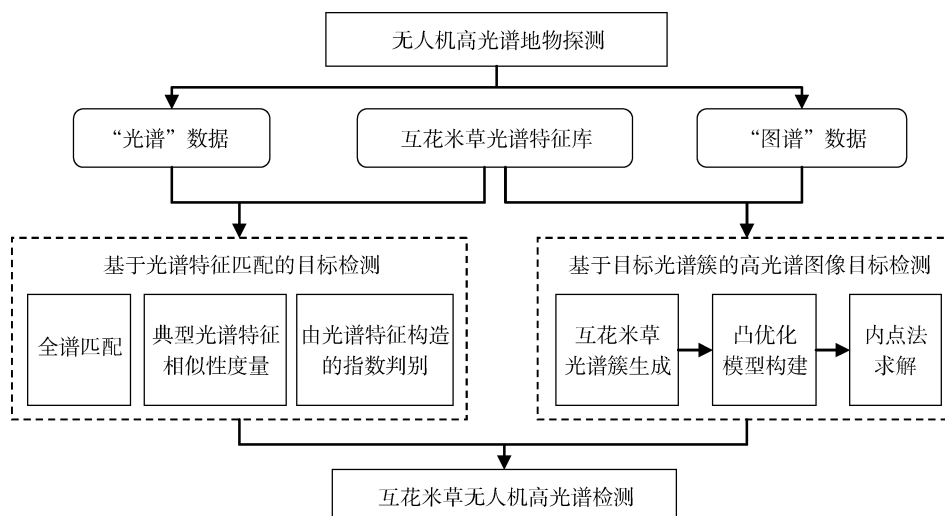 无人机高光谱地物探测
“光谱”数据
互花米草光谱特征库
“图谱”数据
基于光谱特征匹配的目标检测
全谱匹配
典型光谱特征
相似性度量
由光谱特征构造
的指数判别
基于目标光谱簇的高光谱图像目标检测
互花米草
光谱簇生成
凸优化
模型构建
内点法
求解
互花米草无人机高光谱检测